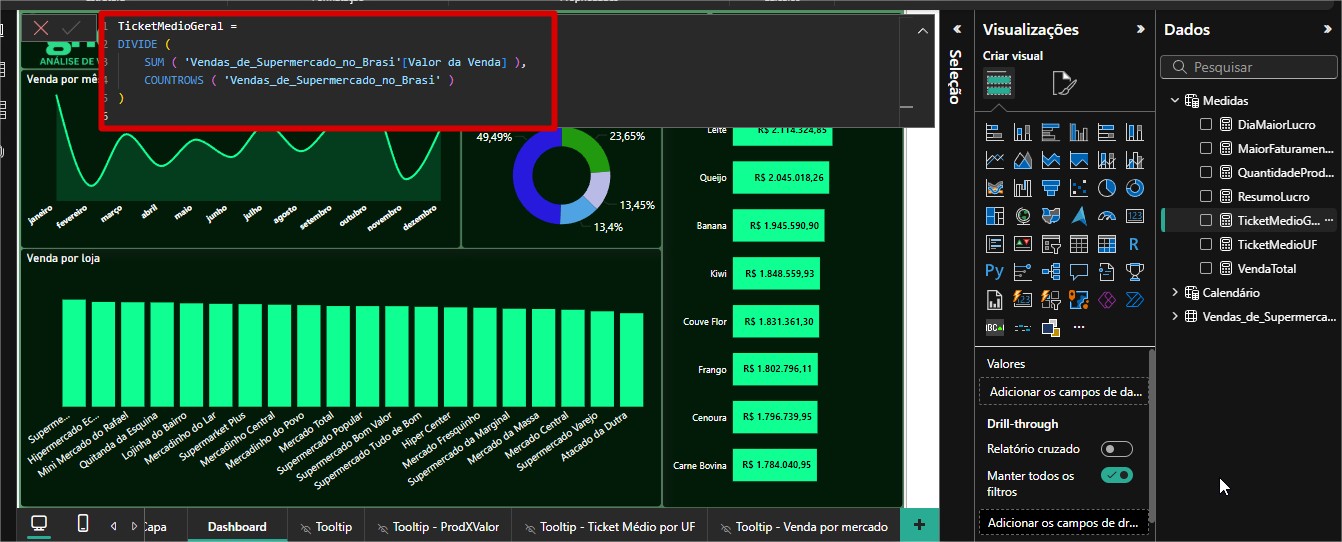 TicketMedioGeral =
DIVIDE (
SUM ( 'Vendas_de_Supermercado_no_Brasi'[Valor da Venda] ),
COUNTROWS ( 'Vendas_de_Supermercado_no_Brasi' )
)
6
ANÁLISE DE V
Venda por mê
janeiro
fevereiro
março
abril
maio
junho
julho
agosto
setembro
outubro
novembro
dezembro
49,49%
23,65%
13,45%
13,4%
Leite R$ 2.114.324,85
Queijo R$ 2.045.018,26
Banana R$ 1.945.590,90
Kiwi R$ 1.848.559,93
Couve Flor R$ 1.831.361,30
Frango R$ 1.802.796,11
Cenoura R$ 1.796.739,95
Carne Bovina R$ 1.784.040,95
Venda por loja
Superme...
Hipermercado Ec...
Mini Mercado do Rafael
Quitanda da Esquina
Lojinha do Bairro
Mercadinho do Lar
Supermarket Plus
Mercadinho Central
Mercadinho do Povo
Mercado Total
Supermercado Popular
Supermercado Bom Valor
Supermercado Tudo de Bom
Hiper Center
Mercado Fresquinho
Supermercado da Marginal
Mercado da Massa
Mercado Central
Supermercado Varejo
Atacado da Dutra
Capa
Dashboard
Tooltip
Tooltip - ProdXValor
Tooltip - Ticket Médio por UF
Tooltip - Venda por mercado
+
Seleção
Visualizações
Criar visual
R
Py
123
Valores
Adicionar os campos de da...
Drill-through
Relatório cruzado
Manter todos os
filtros
Adicionar os campos de dr...
Dados
Pesquisar
Medidas
DiaMaiorLucro
MaiorFaturamen...
QuantidadeProd...
ResumoLucro
TicketMedioG... ...
TicketMedioUF
VendaTotal
Calendário
Vendas_de_Supermerca...